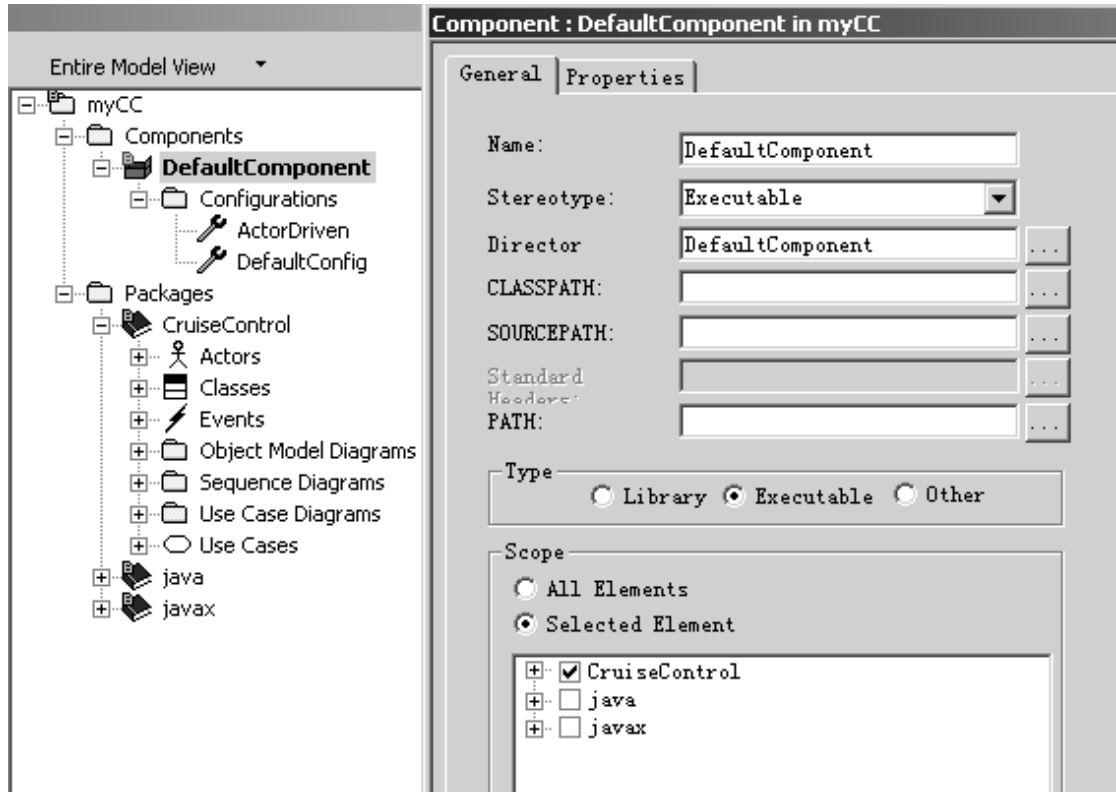 Entire Model View
myCC
Components
DefaultComponent
Configurations
ActorDriven
DefaultConfig
Packages
CruiseControl
Actors
Classes
Events
Object Model Diagrams
Sequence Diagrams
Use Case Diagrams
Use Cases
java
javax
Component : DefaultComponent in myCC
General Properties
Name: DefaultComponent
Stereotype: Executable
Director DefaultComponent ...
CLASSPATH: ...
SOURCEPATH: ...
Standard ...
Headers:
PATH: ...
Type
Library Executable Other
Scope
All Elements
Selected Element
CruiseControl
java
javax